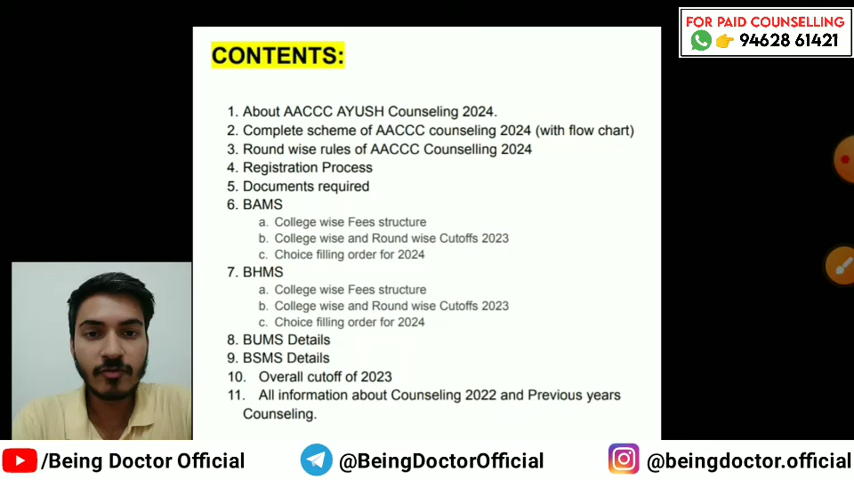 FOR PAID COUNSELLING
94628 61421
CONTENTS:
1. About AACCC AYUSH Counseling 2024.
2. Complete scheme of AACCC counseling 2024 (with flow chart)
3. Round wise rules of AACCC Counselling 2024
4. Registration Process
5. Documents required
6. BAMS
a. College wise Fees structure
b. College wise and Round wise Cutoffs 2023
c. Choice filling order for 2024
7. BHMS
a. College wise Fees structure
b. College wise and Round wise Cutoffs 2023
c. Choice filling order for 2024
8. BUMS Details
9. BSMS Details
10. Overall cutoff of 2023
11. All information about Counseling 2022 and Previous years
Counseling.
/Being Doctor Official @BeingDoctorOfficial @beingdoctor.official